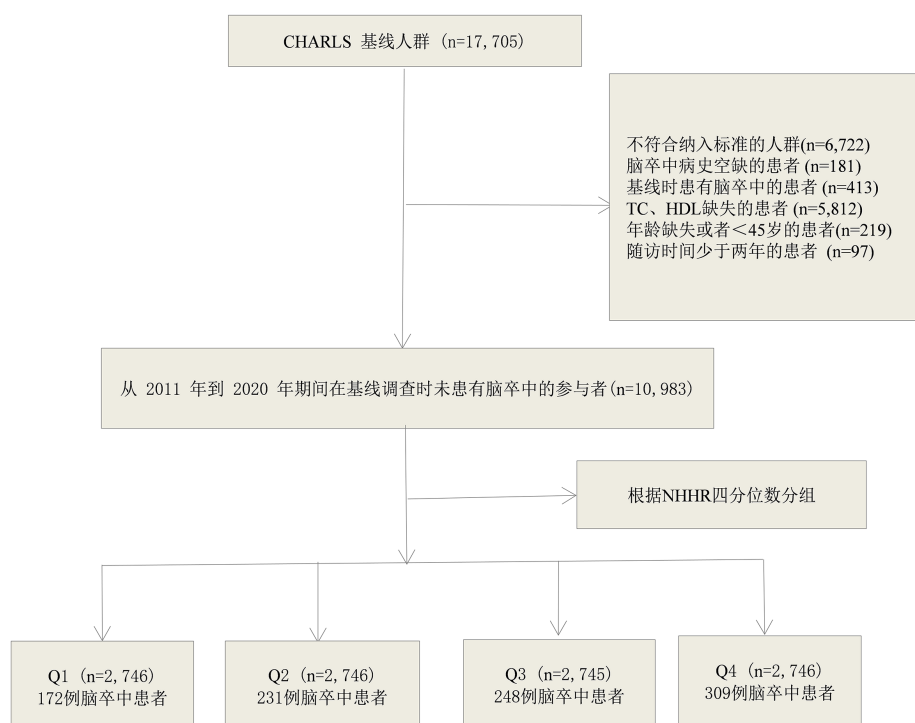 CHARLS 基线人群 (n=17,705)
不符合纳入标准的人群(n=6,722)
脑卒中病史空缺的患者 (n=181)
基线时患有脑卒中的患者 (n=413)
TC、HDL缺失的患者 (n=5,812)
年龄缺失或者<45岁的患者(n=219)
随访时间少于两年的患者 (n=97)
从 2011 年到 2020 年期间在基线调查时未患有脑卒中的参与者(n=10,983)
根据NHHR四分位数分组
Q1 (n=2,746)
172例脑卒中患者
Q2 (n=2,746)
231例脑卒中患者
Q3 (n=2,745)
248例脑卒中患者
Q4 (n=2,746)
309例脑卒中患者